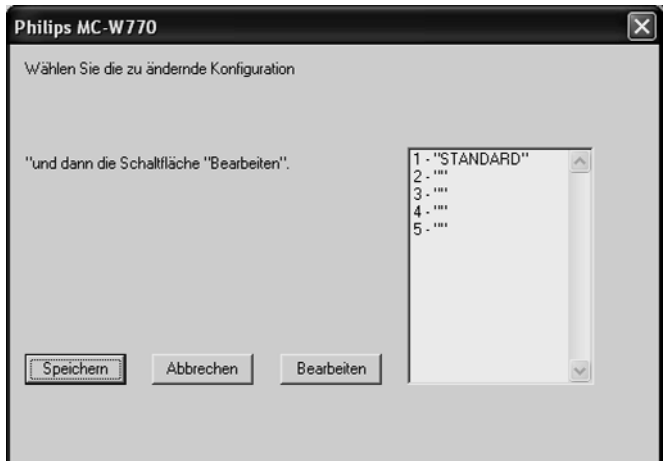 Philips MC-W770
Wählen Sie die zu ändernde Konfiguration
"und dann die Schaltfläche "Bearbeiten".
1 - "STANDARD"
2 - ""
3 - ""
4 - ""
5 - ""
Speichern
Abbrechen
Bearbeiten